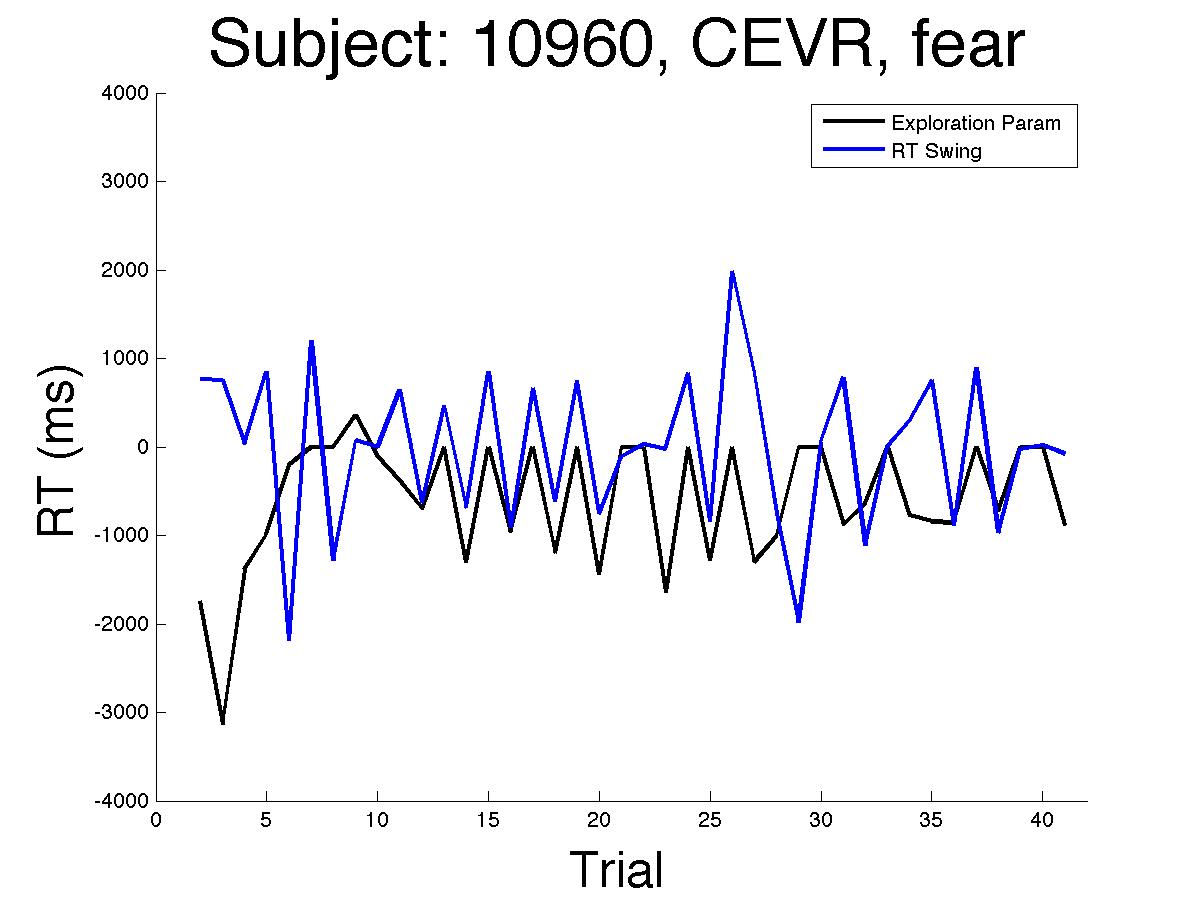 Subject: 10960, CEVR, fear
Exploration Param
RT Swing
RT (ms)
4000
3000
2000
1000
0
-1000
-2000
-3000
-4000
0 5 10 15 20 25 30 35 40
Trial